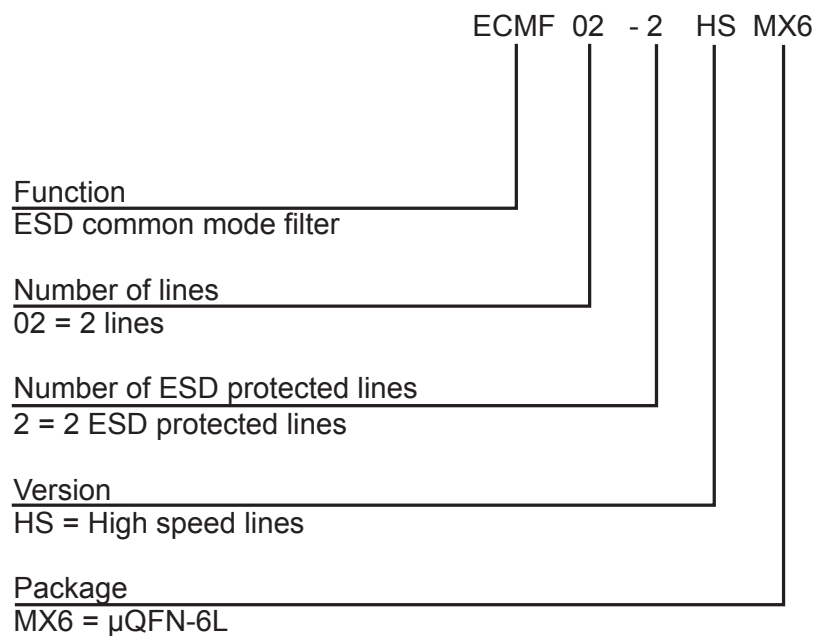 ECMF 02 - 2 HS MX6
Function
ESD common mode filter
Number of lines
02 = 2 lines
Number of ESD protected lines
2 = 2 ESD protected lines
Version
HS = High speed lines
Package
MX6 = µQFN-6L